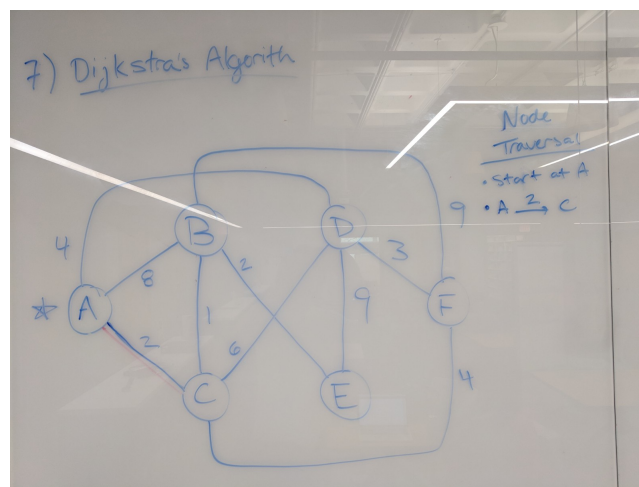 7) Dijkstra's Algorith
Node
Traversal
• Start at A
• A 2→ C
4
9
B
D
8
2
3
A
1
9
F
2
6
4
C
E